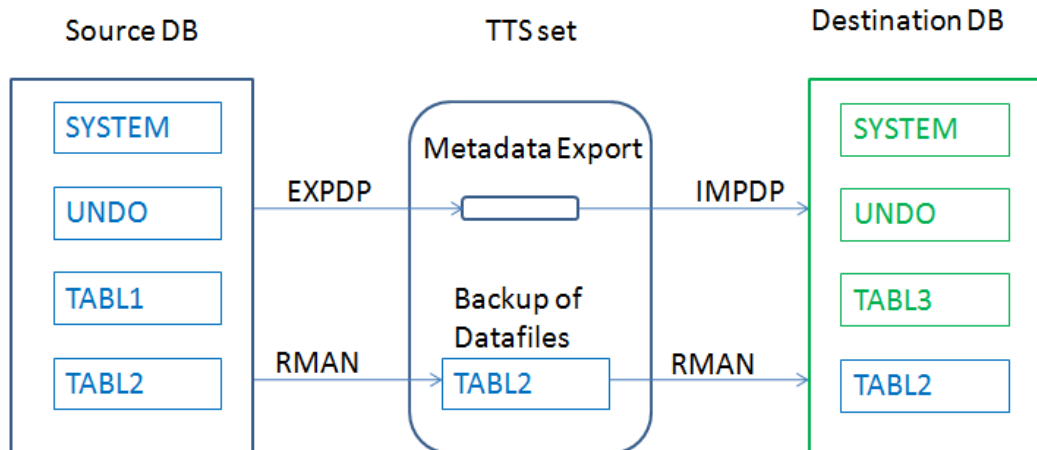 Source DB
TTS set
Destination DB
SYSTEM
UNDO
TABL1
TABL2
EXPDP
RMAN
Metadata Export
Backup of
Datafiles
TABL2
IMPDP
RMAN
SYSTEM
UNDO
TABL3
TABL2